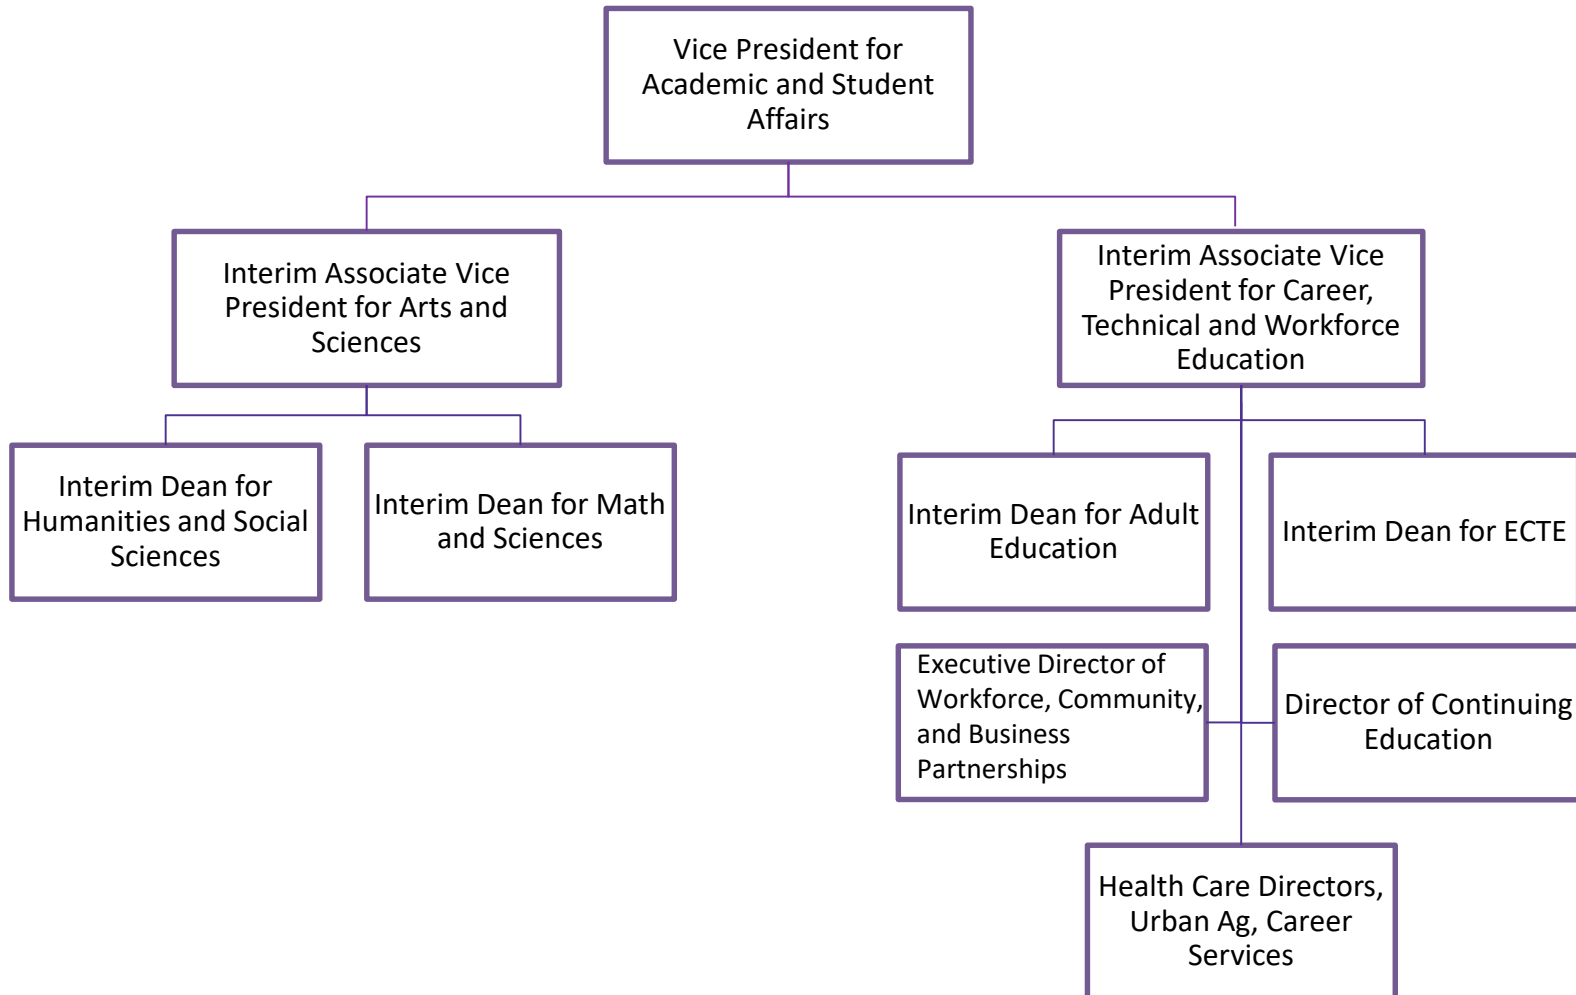 Vice President for
Academic and Student
Affairs
Interim Associate Vice
President for Arts and
Sciences
Interim Associate Vice
President for Career,
Technical and Workforce
Education
Interim Dean for
Humanities and Social
Sciences
Interim Dean for Math
and Sciences
Interim Dean for Adult
Education
Interim Dean for ECTE
Executive Director of
Workforce, Community,
and Business
Partnerships
Director of Continuing
Education
Health Care Directors,
Urban Ag, Career
Services